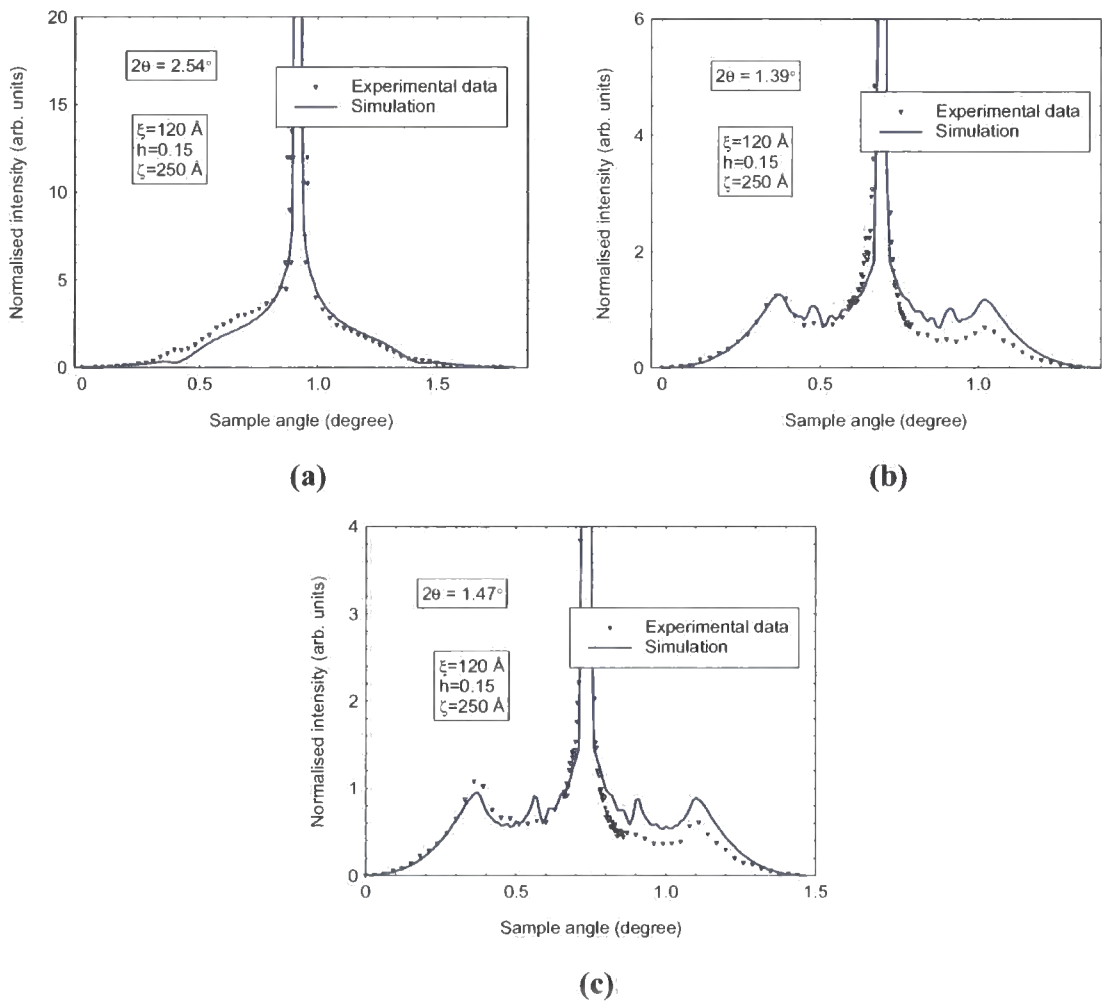 20
15
10
5
0
Normalised intensity (arb. units)
2θ = 2.54°
ξ=120 Å
h=0.15
ζ=250 Å
Experimental data
Simulation
0 0.5 1.0 1.5
Sample angle (degree)
(a)
6
4
2
0
Normalised intensity (arb. units)
2θ = 1.39°
ξ=120 Å
h=0.15
ζ=250 Å
Experimental data
Simulation
0 0.5 1.0
Sample angle (degree)
(b)
4
3
2
1
0
Normalised intensity (arb. units)
2θ = 1.47°
ξ=120 Å
h=0.15
ζ=250 Å
Experimental data
Simulation
0 0.5 1.0 1.5
Sample angle (degree)
(c)